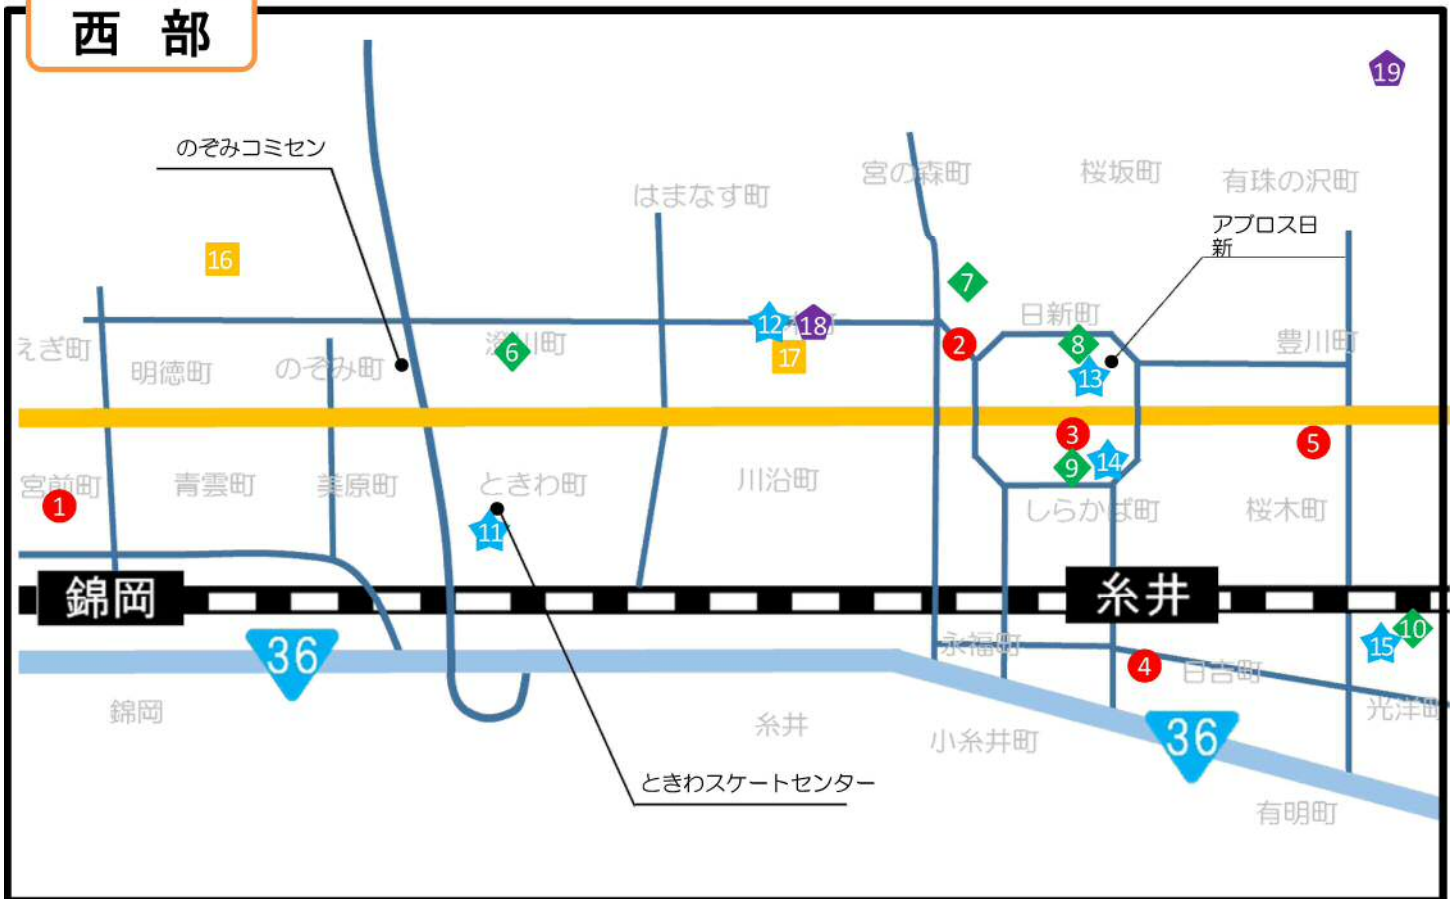 西 部
19
のぞみコミセン
宮の森町
桜坂町
有珠の沢町
はまなす町
アブロス日
新
16
7
日新町
12
18
町
2
8
豊川町
えぎ町
明徳町
のぞみ町
川町
6
17
13
3
5
9
14
宮前町
1
青雲町
美原町
ときわ町
川沿町
しらかば町
桜木町
11
錦岡
糸井
36
永福町
4
日吉町
15
10
錦岡
糸井
小糸井町
36
光洋町
ときわスケートセンター
有明町